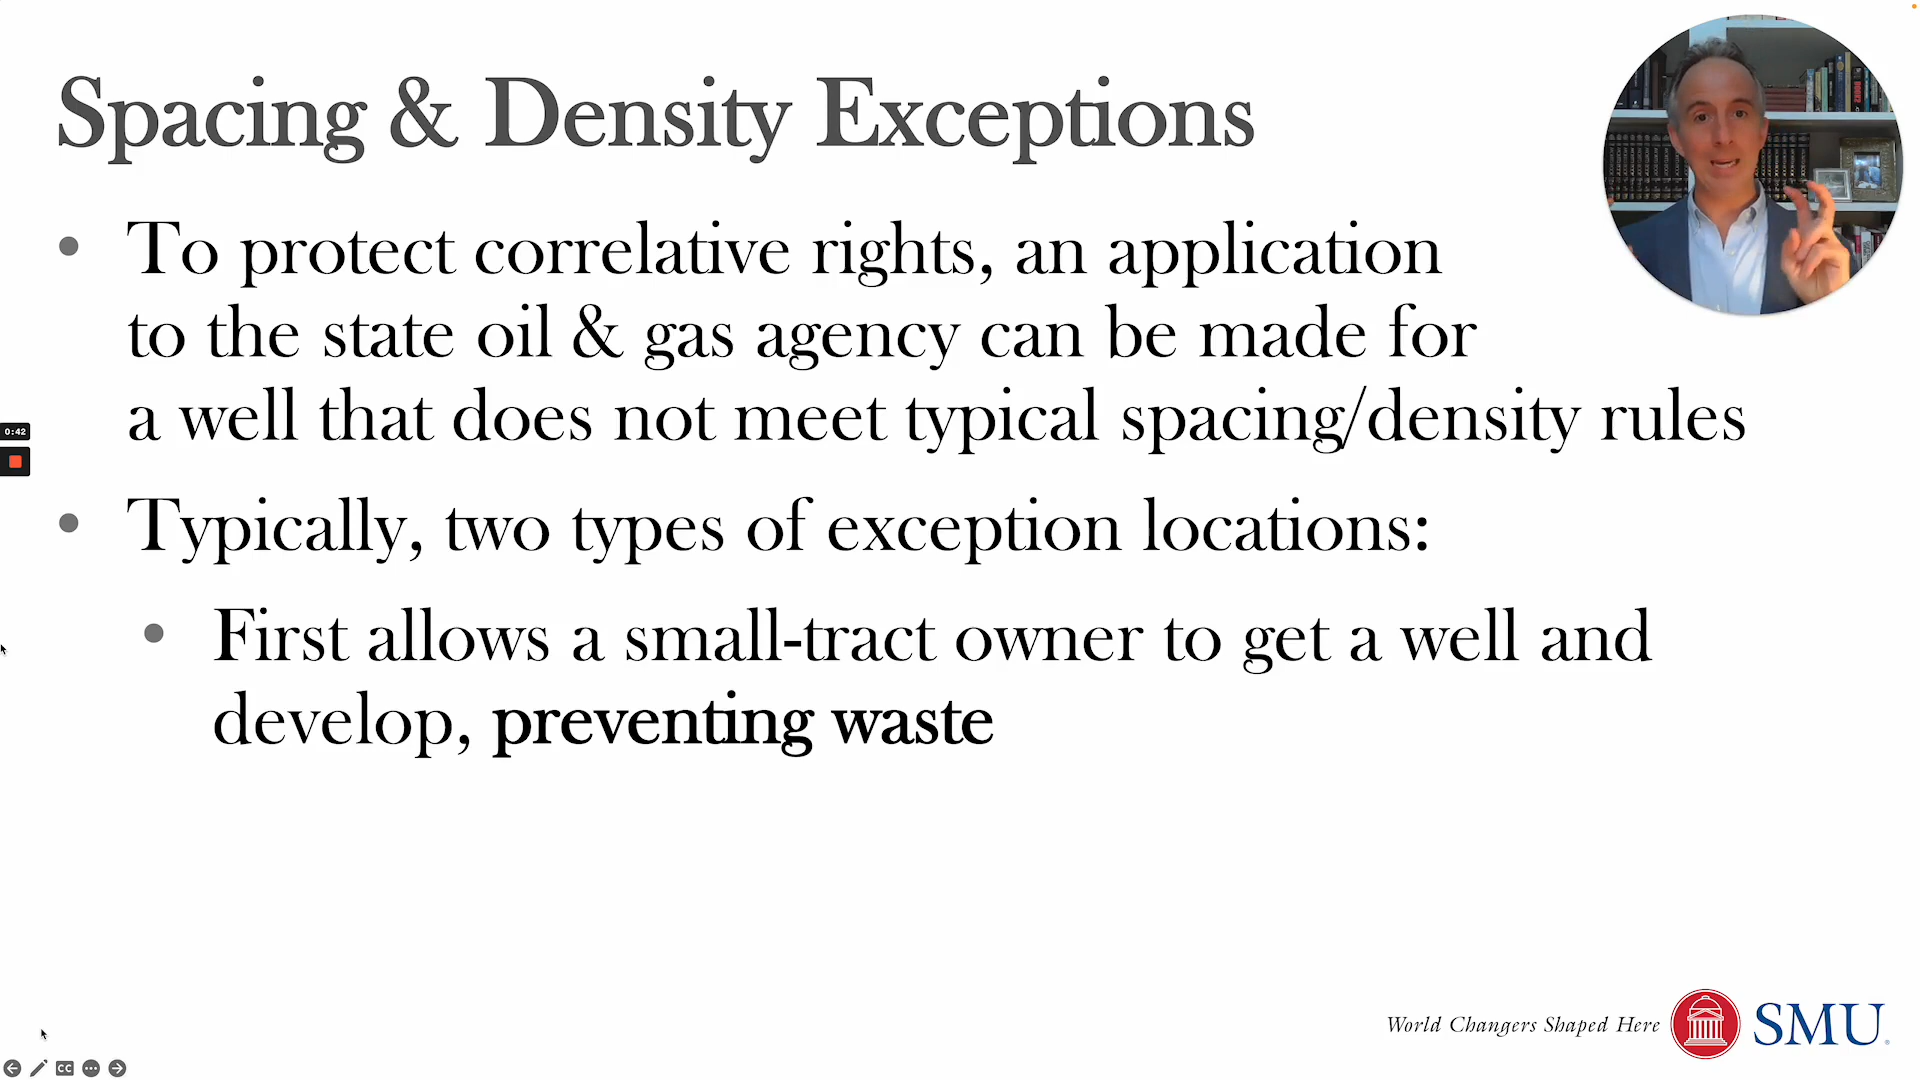 Spacing & Density Exceptions
To protect correlative rights, an application
to the state oil & gas agency can be made for
a well that does not meet typical spacing/density rules
0:42
Typically, two types of exception locations:
First allows a small-tract owner to get a well and
develop, preventing waste
World Changers Shaped Here
SMU
CC